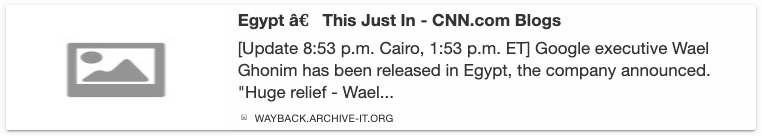 Egypt â€ This Just In - CNN.com Blogs
[Update 8:53 p.m. Cairo, 1:53 p.m. ET] Google executive Wael
Ghonim has been released in Egypt, the company announced.
"Huge relief - Wael...
WAYBACK.ARCHIVE-IT.ORG